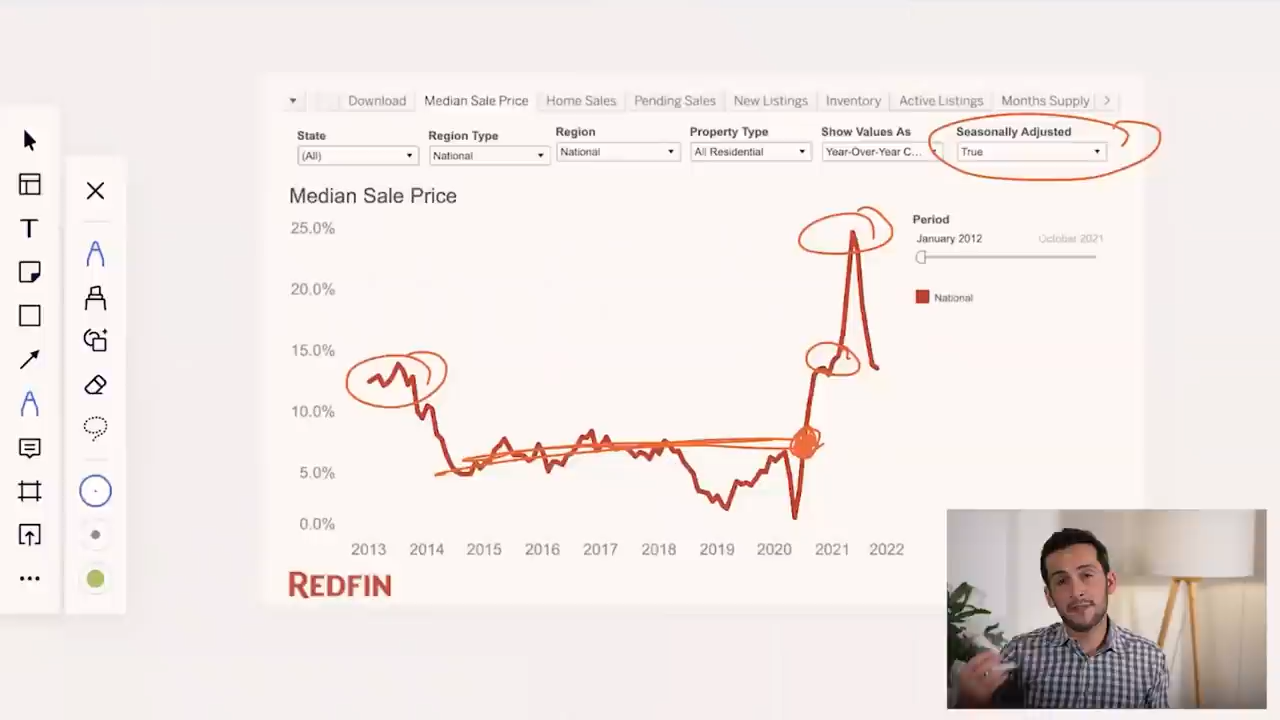 Download Median Sale Price Home Sales Pending Sales New Listings Inventory Active Listings Months Supply
State Region Type Region Property Type Show Values As Seasonally Adjusted
(All) National National All Residential Year-Over-Year C... True
Median Sale Price
25.0%
20.0%
15.0%
10.0%
5.0%
0.0%
2013 2014 2015 2016 2017 2018 2019 2020 2021 2022
Period
January 2012 October 2021
National
REDFIN
T